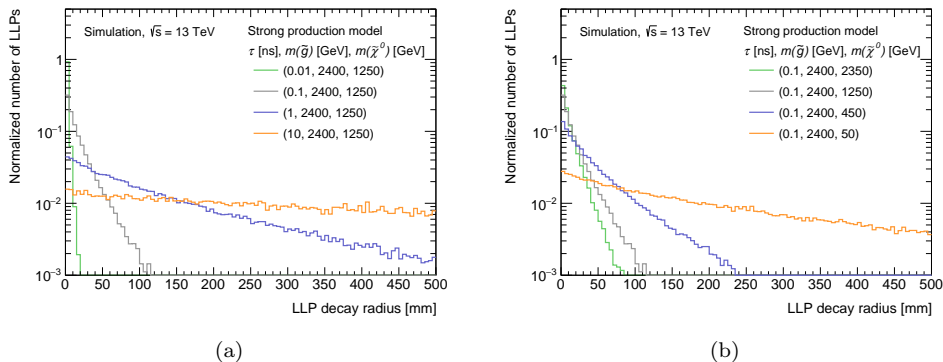 Normalized number of LLPs
Simulation, √s = 13 TeV
Strong production model
τ [ns], m(g̃) [GeV], m(χ̃⁰) [GeV]
(0.01, 2400, 1250)
(0.1, 2400, 1250)
(1, 2400, 1250)
(10, 2400, 1250)
1
10⁻¹
10⁻²
10⁻³
0 50 100 150 200 250 300 350 400 450 500
LLP decay radius [mm]
(a)
Normalized number of LLPs
Simulation, √s = 13 TeV
Strong production model
τ [ns], m(g̃) [GeV], m(χ̃⁰) [GeV]
(0.1, 2400, 2350)
(0.1, 2400, 1250)
(0.1, 2400, 450)
(0.1, 2400, 50)
1
10⁻¹
10⁻²
10⁻³
0 50 100 150 200 250 300 350 400 450 500
LLP decay radius [mm]
(b)